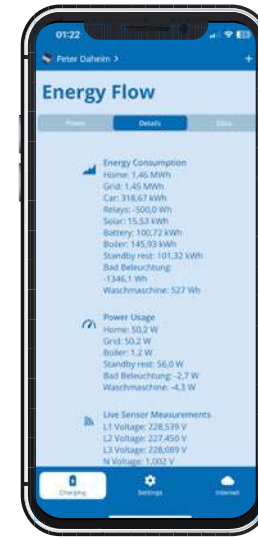 01:22
Peter Daheim >
+
Energy Flow
Power Details Data
Energy Consumption
Home: 1,46 MWh
Grid: 1,45 MWh
Car: 318,67 kWh
Relays: -500,0 Wh
Solar: 15,53 kWh
Battery: 100,72 kWh
Boiler: 145,93 kWh
Standby rest: 101,32 kWh
Bad Beleuchtung:
-1346,1 Wh
Waschmaschine: 527 Wh
Power Usage
Home: 50,2 W
Grid: 50,2 W
Boiler: 1,2 W
Standby rest: 56,0 W
Bad Beleuchtung: -2,7 W
Waschmaschine: -4,3 W
Live Sensor Measurements
L1 Voltage: 228,539 V
L2 Voltage: 227,450 V
L3 Voltage: 228,089 V
N Voltage: 1,002 V
Charging Settings Internet